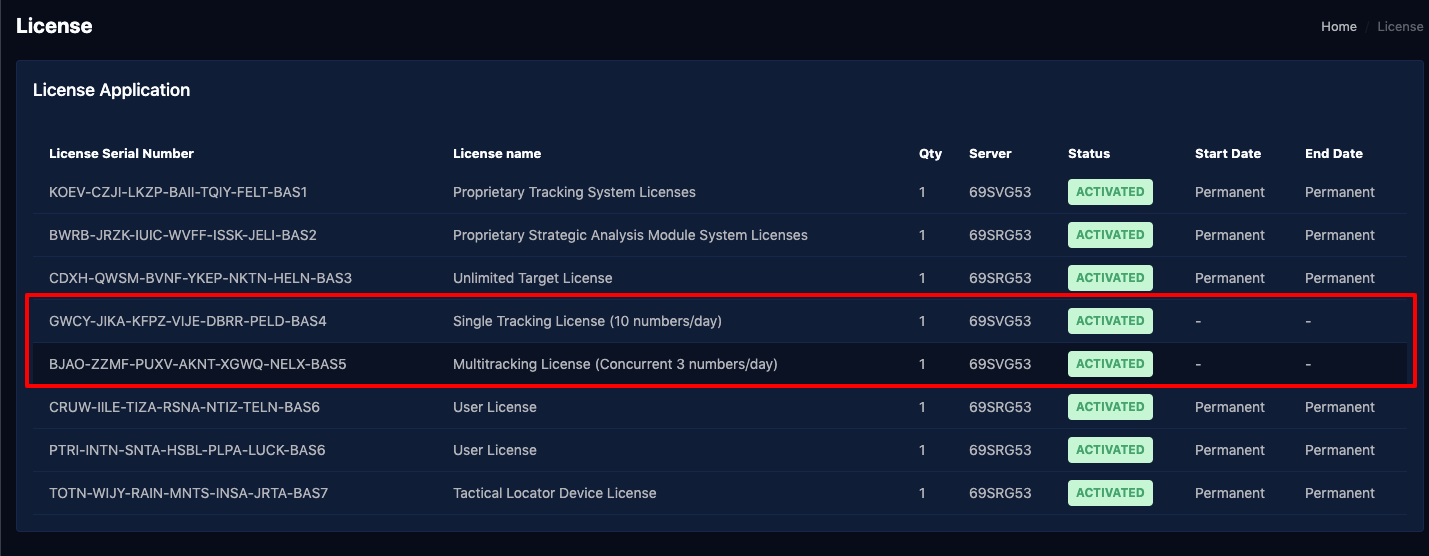 License
Home / License
License Application
License Serial Number License name Qty Server Status Start Date End Date
KOEV-CZJI-LKZP-BAII-TQIY-FELT-BAS1 Proprietary Tracking System Licenses 1 69SVG53 ACTIVATED Permanent Permanent
BWRB-JRZK-IUIC-WVFF-ISSK-JELI-BAS2 Proprietary Strategic Analysis Module System Licenses 1 69SRG53 ACTIVATED Permanent Permanent
CDXH-QWSM-BVNF-YKEP-NKTN-HELN-BAS3 Unlimited Target License 1 69SRG53 ACTIVATED Permanent Permanent
GWCY-JIKA-KFPZ-VIJE-DBRR-PELD-BAS4 Single Tracking License (10 numbers/day) 1 69SVG53 ACTIVATED - -
BJAO-ZZMF-PUXV-AKNT-XGWQ-NELX-BAS5 Multitracking License (Concurrent 3 numbers/day) 1 69SVG53 ACTIVATED - -
CRUW-IILE-TIZA-RSNA-NTIZ-TELN-BAS6 User License 1 69SRG53 ACTIVATED Permanent Permanent
PTRI-INTN-SNTA-HSBL-PLPA-LUCK-BAS6 User License 1 69SRG53 ACTIVATED Permanent Permanent
TOTN-WIJY-RAIN-MNTS-INSA-JRTA-BAS7 Tactical Locator Device License 1 69SRG53 ACTIVATED Permanent Permanent